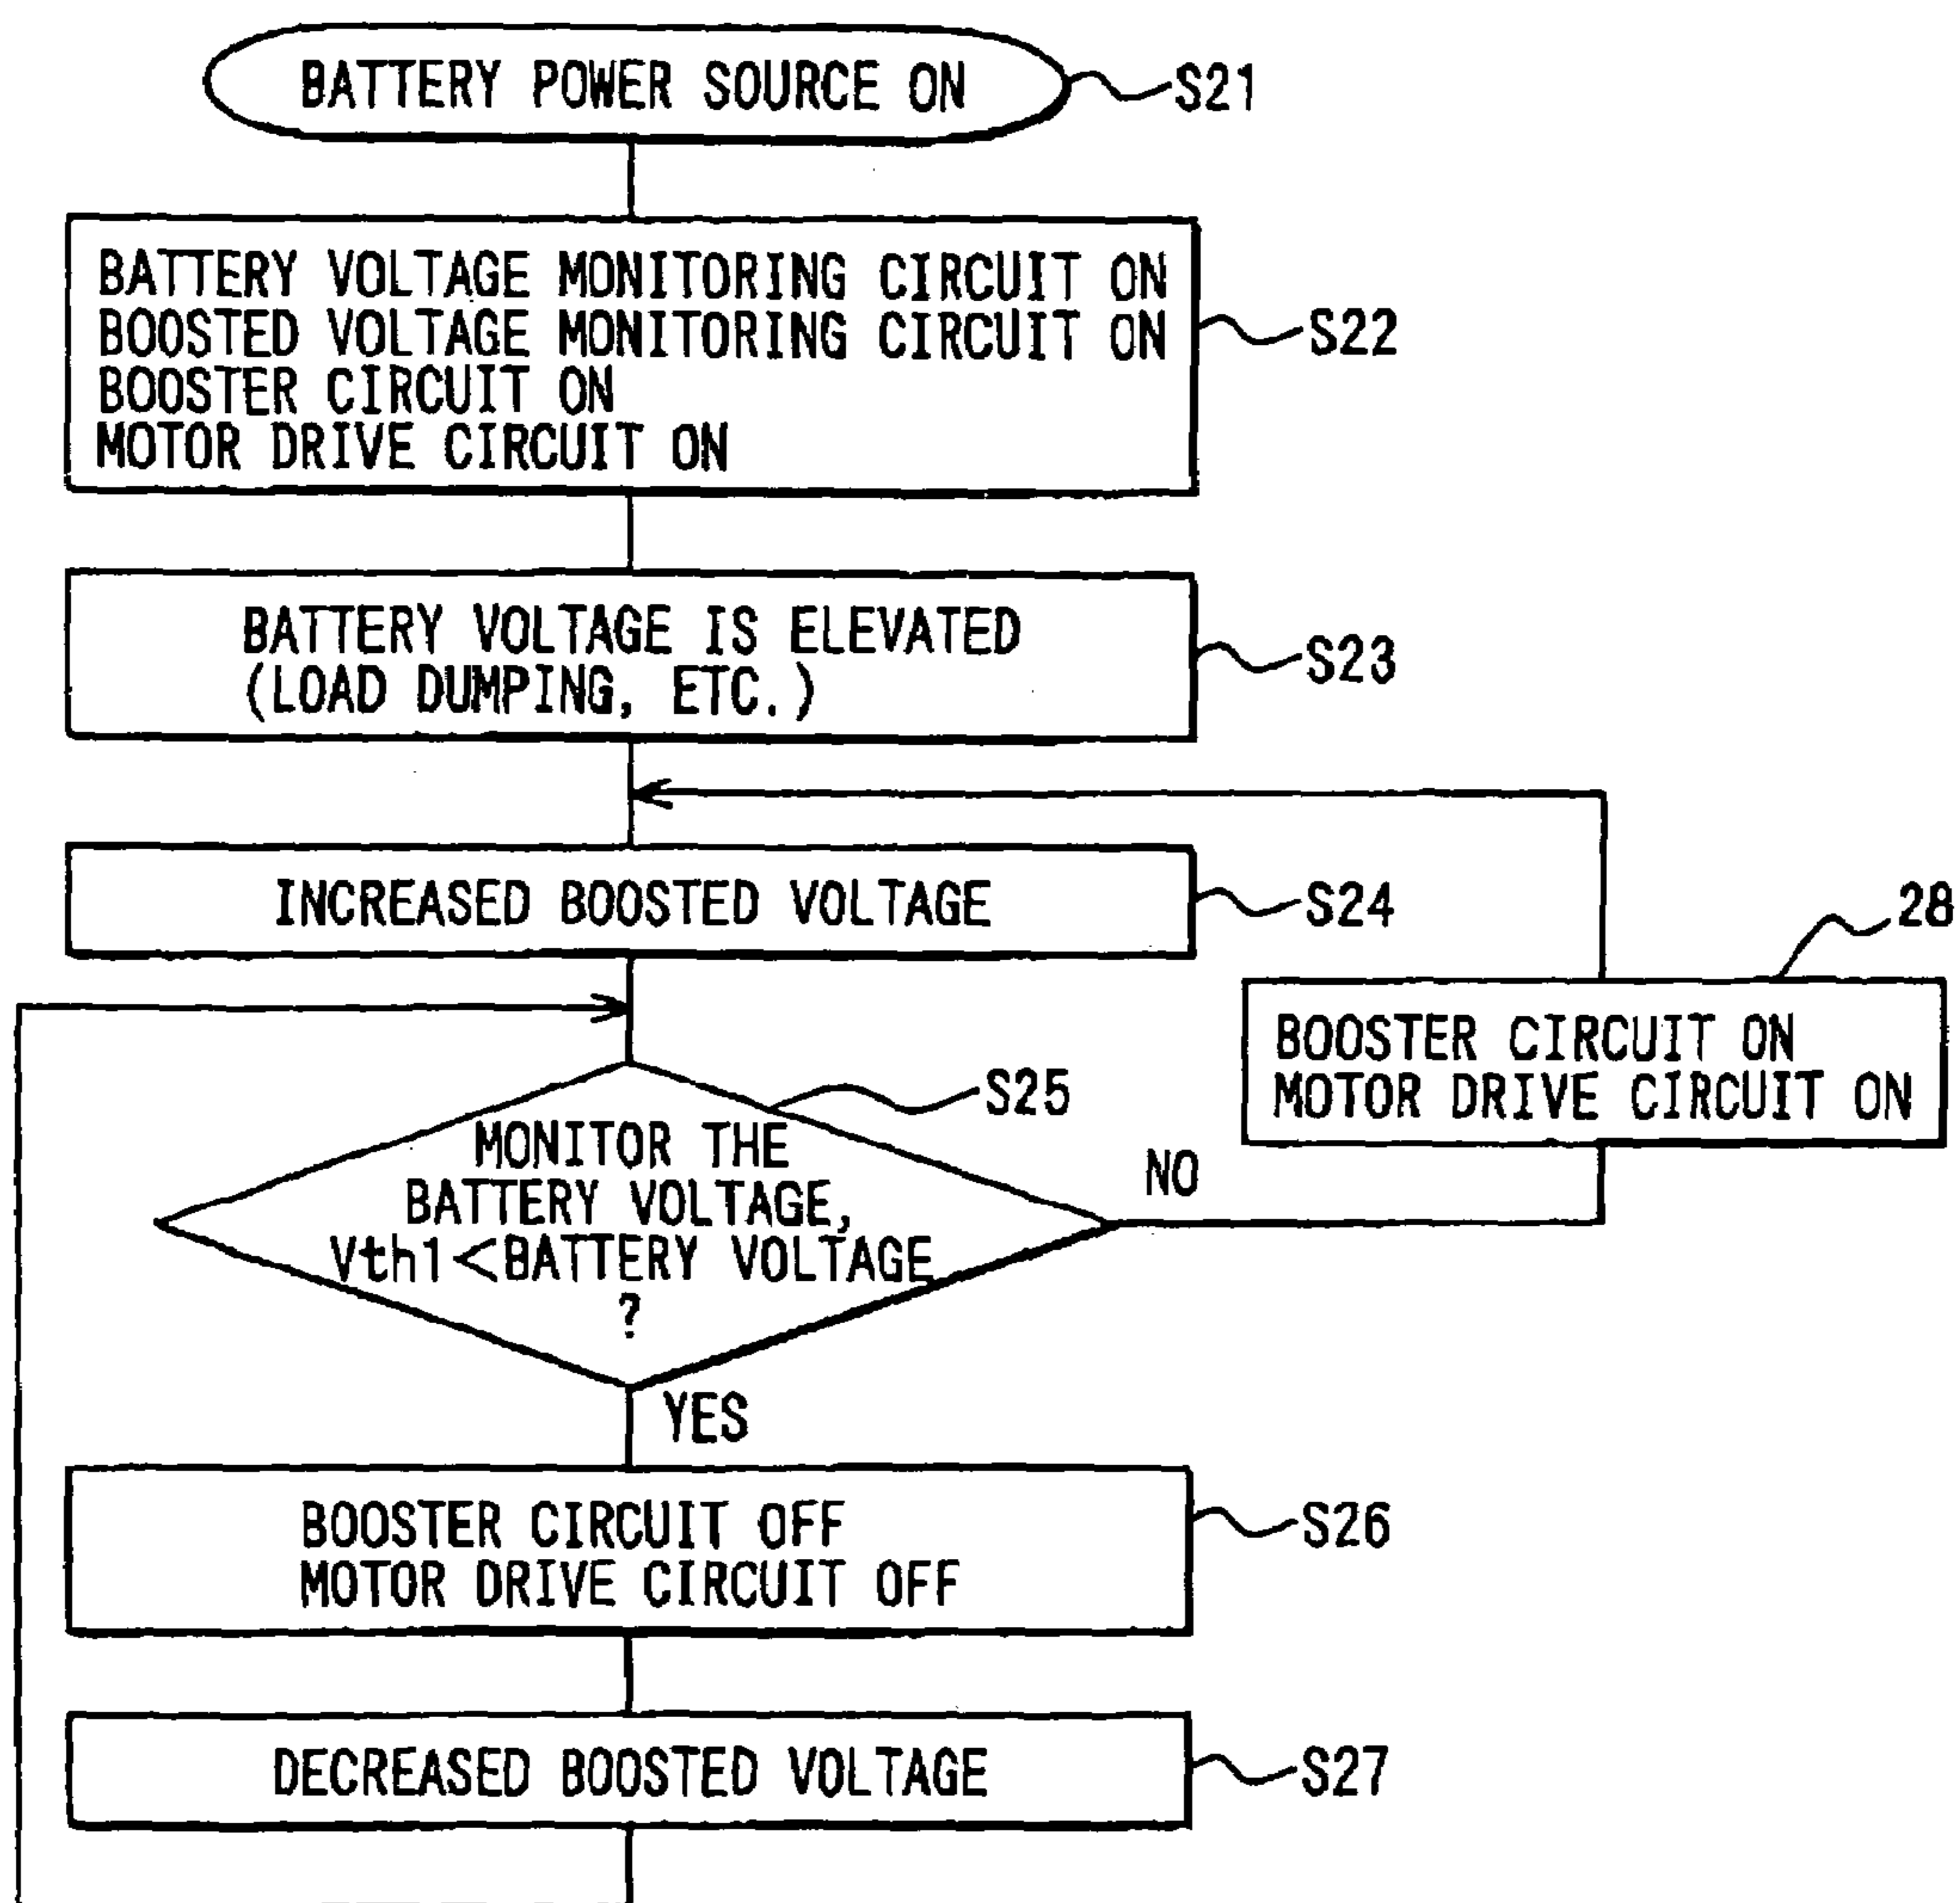 BATTERY POWER SOURCE ON
S21
BATTERY VOLTAGE MONITORING CIRCUIT ON
BOOSTED VOLTAGE MONITORING CIRCUIT ON
BOOSTER CIRCUIT ON
MOTOR DRIVE CIRCUIT ON
S22
BATTERY VOLTAGE IS ELEVATED
(LOAD DUMPING, ETC.)
S23
INCREASED BOOSTED VOLTAGE
S24
28
BOOSTER CIRCUIT ON
MOTOR DRIVE CIRCUIT ON
S25
MONITOR THE
BATTERY VOLTAGE,
Vth1<BATTERY VOLTAGE
?
NO
YES
BOOSTER CIRCUIT OFF
MOTOR DRIVE CIRCUIT OFF
S26
DECREASED BOOSTED VOLTAGE
S27